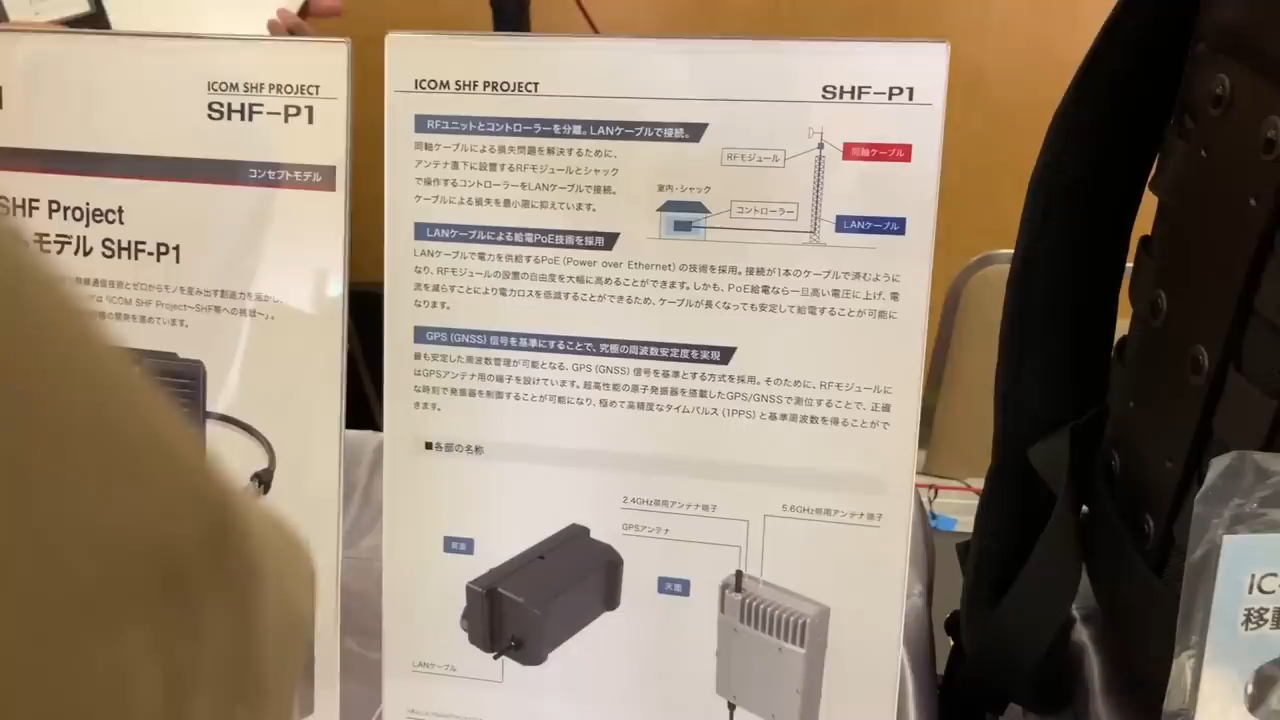 ICOM SHF PROJECT
SHF-P1
コンセプトモデル
SHF Project
モデル SHF-P1
「ICOM SHF Project～SHF帯への挑戦～」。
の開発を進めています。
ICOM SHF PROJECT
SHF-P1
RFユニットとコントローラーを分離。LANケーブルで接続。
同軸ケーブルによる損失問題を解決するために、
アンテナ直下に設置するRFモジュールとシャック
で操作するコントローラーをLANケーブルで接続。
ケーブルによる損失を最小限に抑えています。
RFモジュール
同軸ケーブル
室内・シャック
コントローラー
LANケーブル
LANケーブルによる給電PoE技術を採用
LANケーブルで電力を供給するPoE(Power over Ethernet)の技術を採用。接続が1本のケーブルで済むように
なり、RFモジュールの設置の自由度を大幅に高めることができます。しかも、PoE給電なら一旦高い電圧に上げ、電
流を減らすことにより電力ロスを低減することができるため、ケーブルが長くなっても安定して給電することが可能に
なります。
GPS(GNSS)信号を基準にすることで、究極の周波数安定度を実現
最も安定した周波数管理が可能となる、GPS(GNSS)信号を基準とする方式を採用。そのために、RFモジュールに
はGPSアンテナ用の端子を設けています。超高性能の原子発振器を搭載したGPS/GNSSで測位することで、正確
な時刻で発振器を制御することが可能になり、極めて高精度なタイムパルス(1PPS)と基準周波数を得ることがで
きます。
■各部の名称
2.4GHz帯用アンテナ端子
5.6GHz帯用アンテナ端子
GPSアンテナ
背面
天面
LANケーブル
IC-
移動